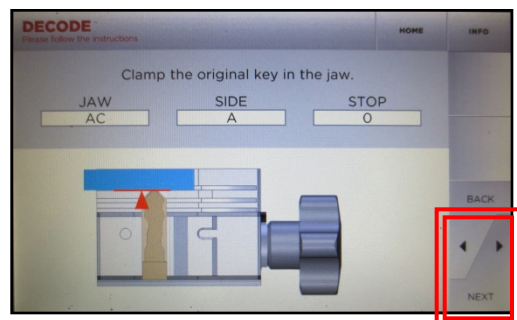 DECODE
Please follow the instructions
HOME
INFO
Clamp the original key in the jaw.
JAW
SIDE
STOP
AC
A
0
BACK
NEXT